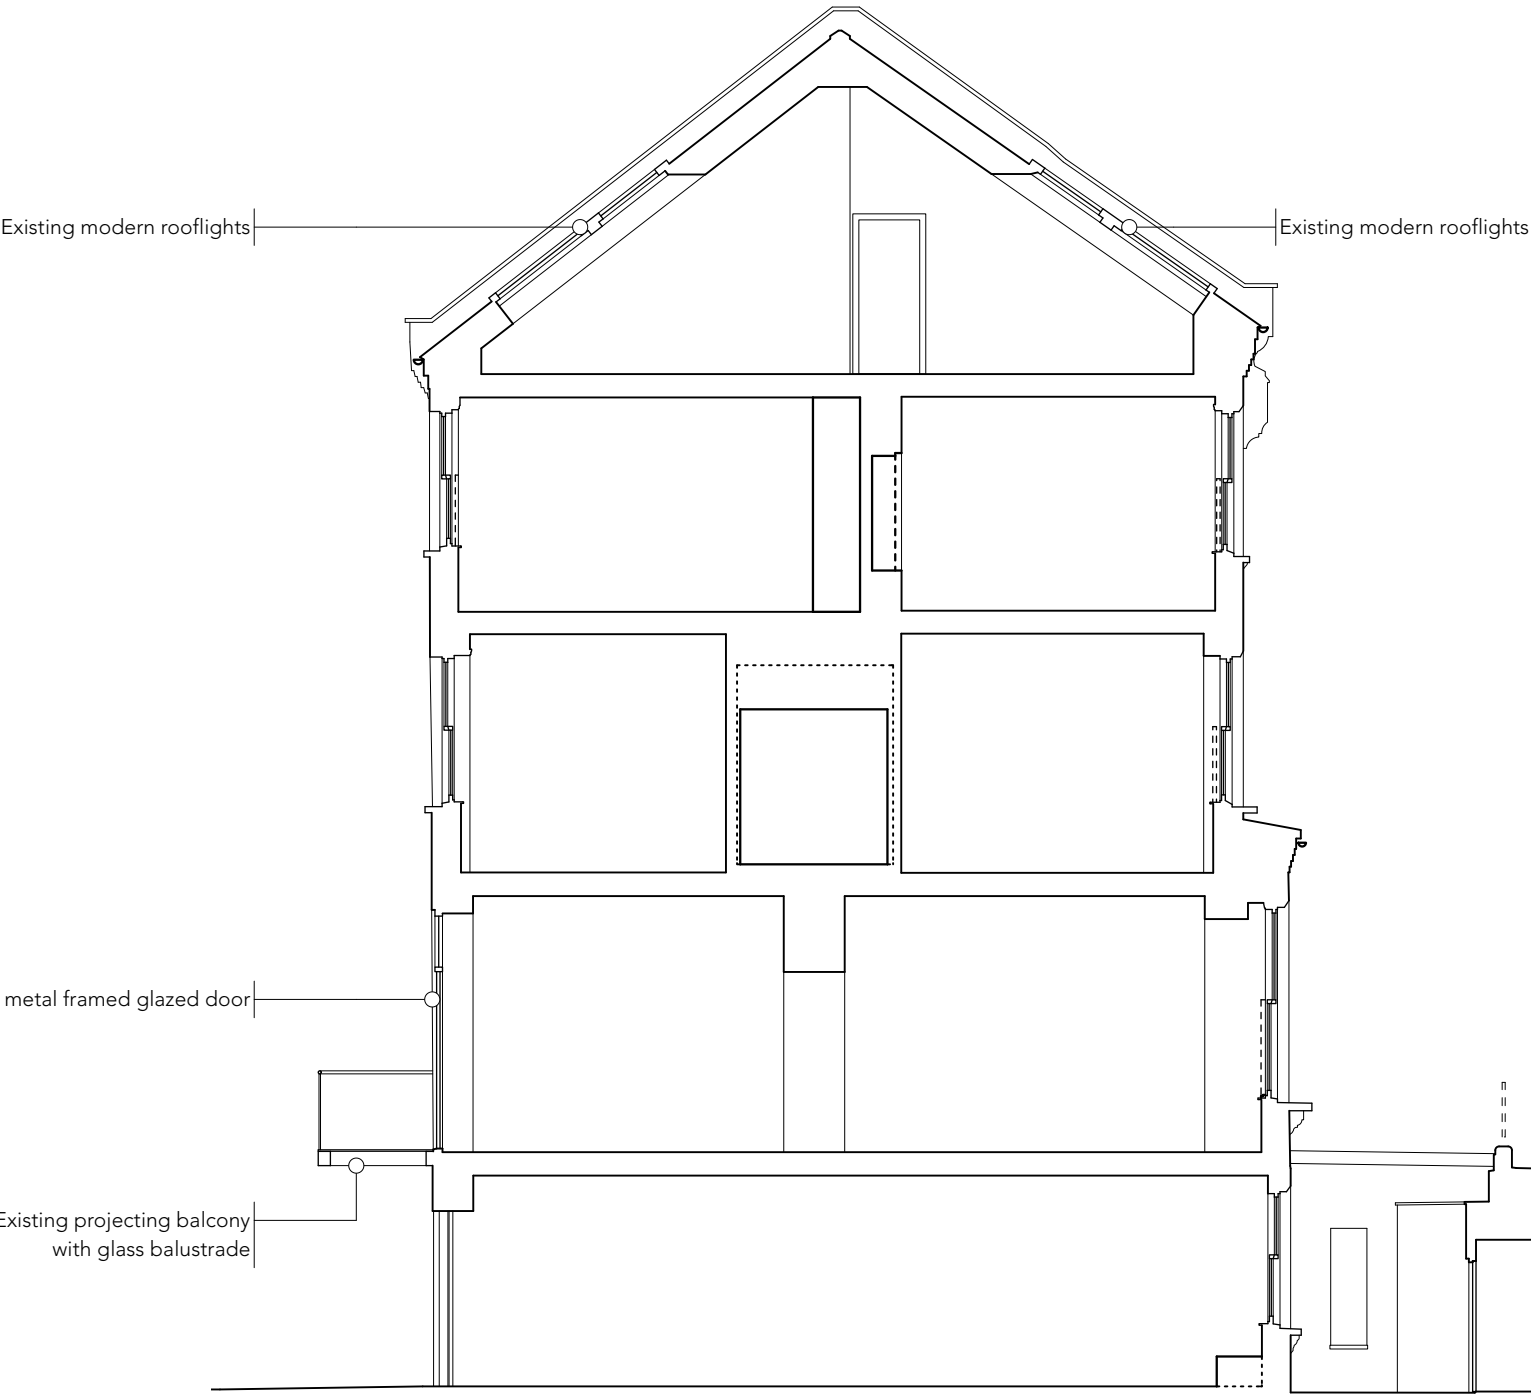 Existing modern rooflights
Existing modern rooflights
metal framed glazed door
Existing projecting balcony
with glass balustrade